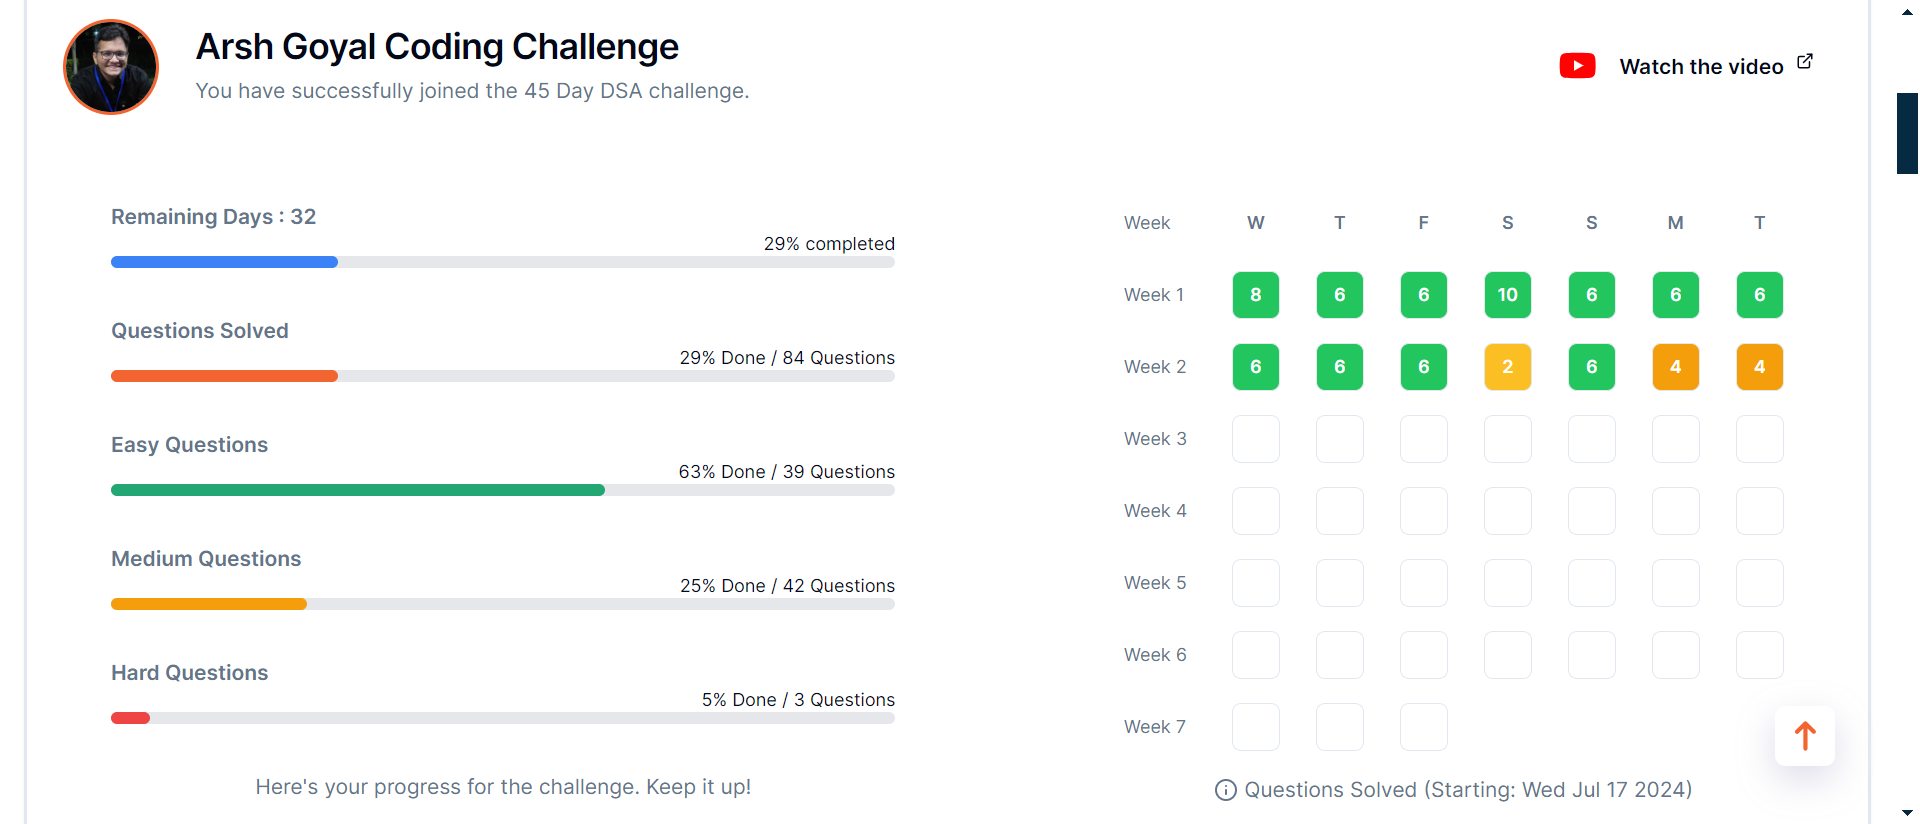 Arsh Goyal Coding Challenge
You have successfully joined the 45 Day DSA challenge.
Watch the video
Remaining Days : 32
29% completed
Questions Solved
29% Done / 84 Questions
Easy Questions
63% Done / 39 Questions
Medium Questions
25% Done / 42 Questions
Hard Questions
5% Done / 3 Questions
Here's your progress for the challenge. Keep it up!
Week W T F S S M T
Week 1 8 6 6 10 6 6 6
Week 2 6 6 6 2 6 4 4
Week 3
Week 4
Week 5
Week 6
Week 7
Questions Solved (Starting: Wed Jul 17 2024)